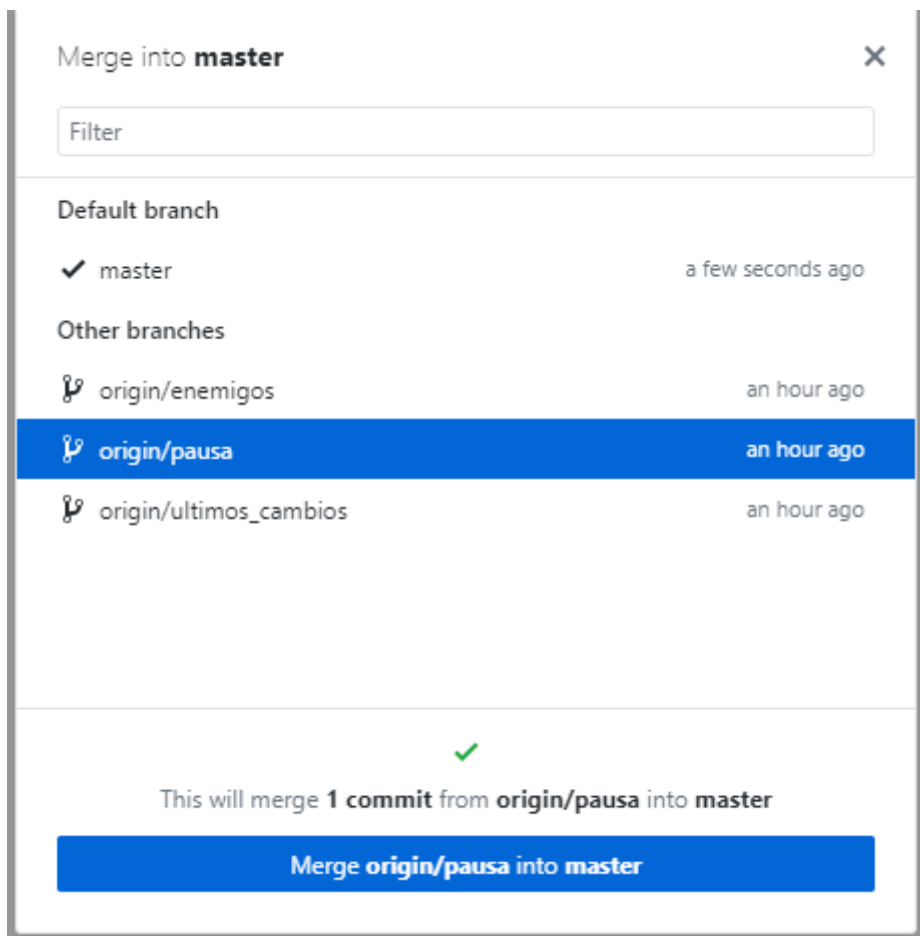 Merge into master
Filter
Default branch
master a few seconds ago
Other branches
origin/enemigos an hour ago
origin/pausa an hour ago
origin/ultimos_cambios an hour ago
This will merge 1 commit from origin/pausa into master
Merge origin/pausa into master